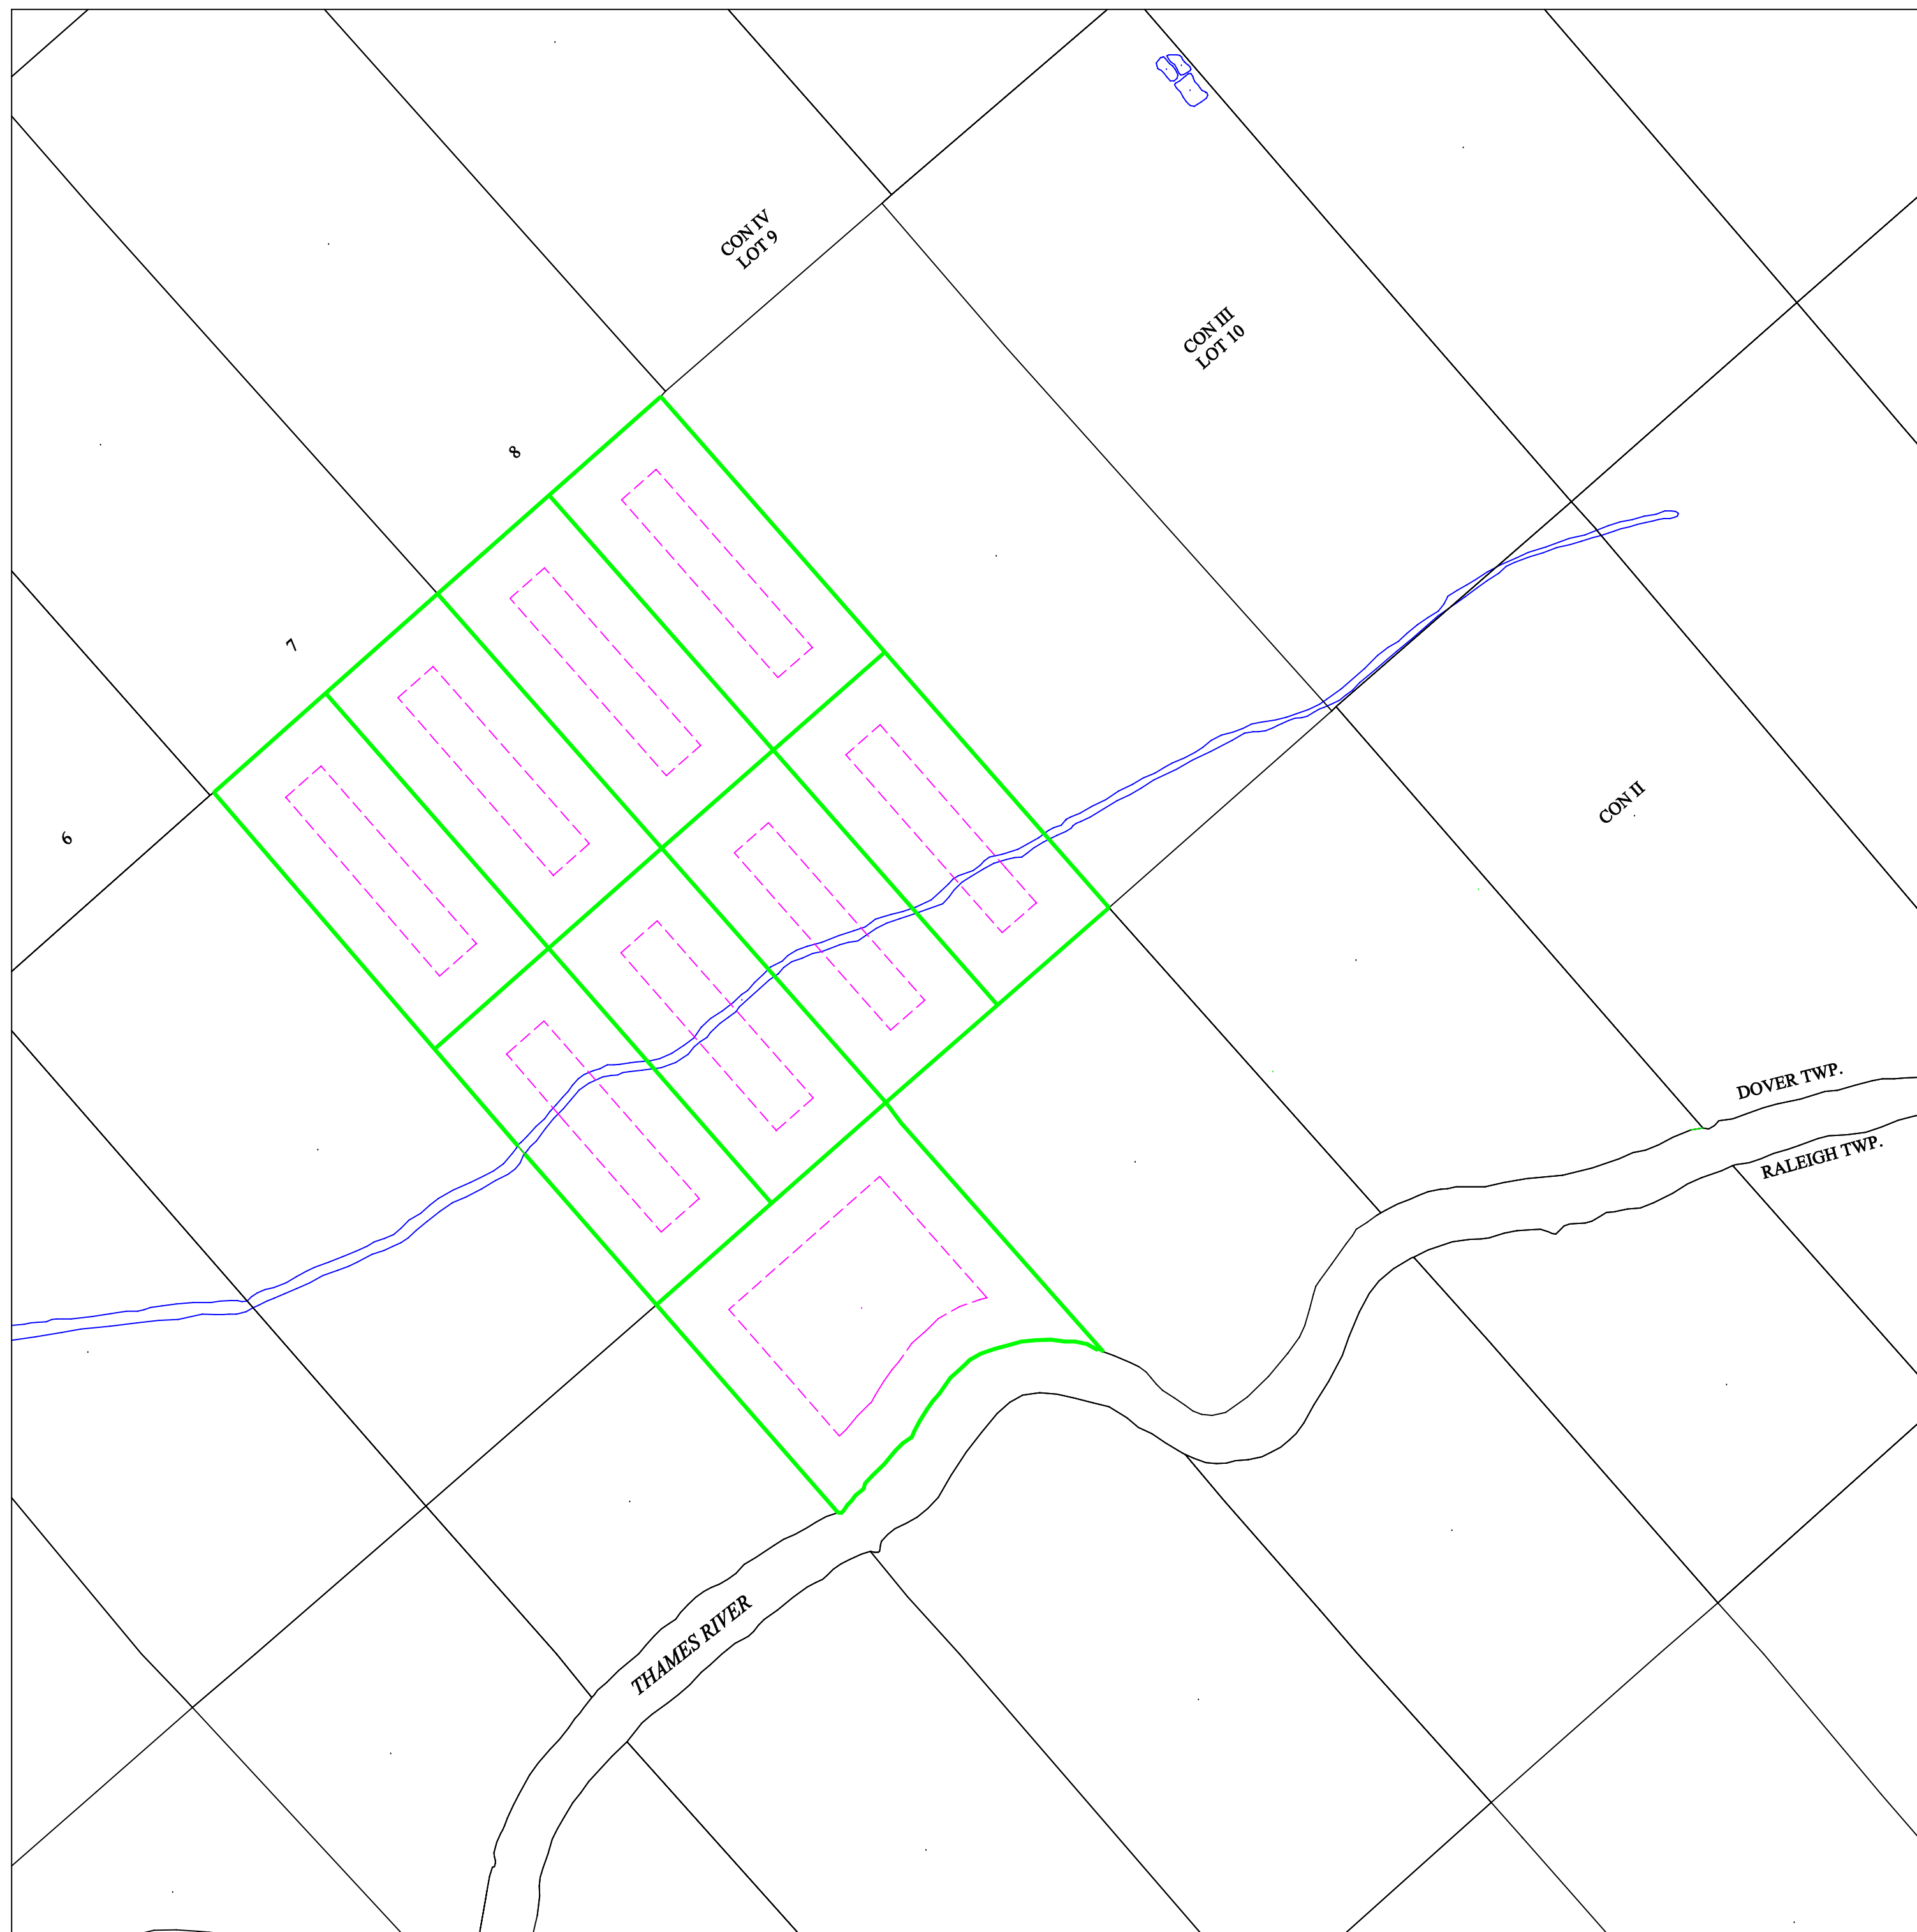 CON IV
LOT 9
CON III
LOT 10
8
7
6
CON II
DOVER TWP.
RALEIGH TWP.
THAMES RIVER